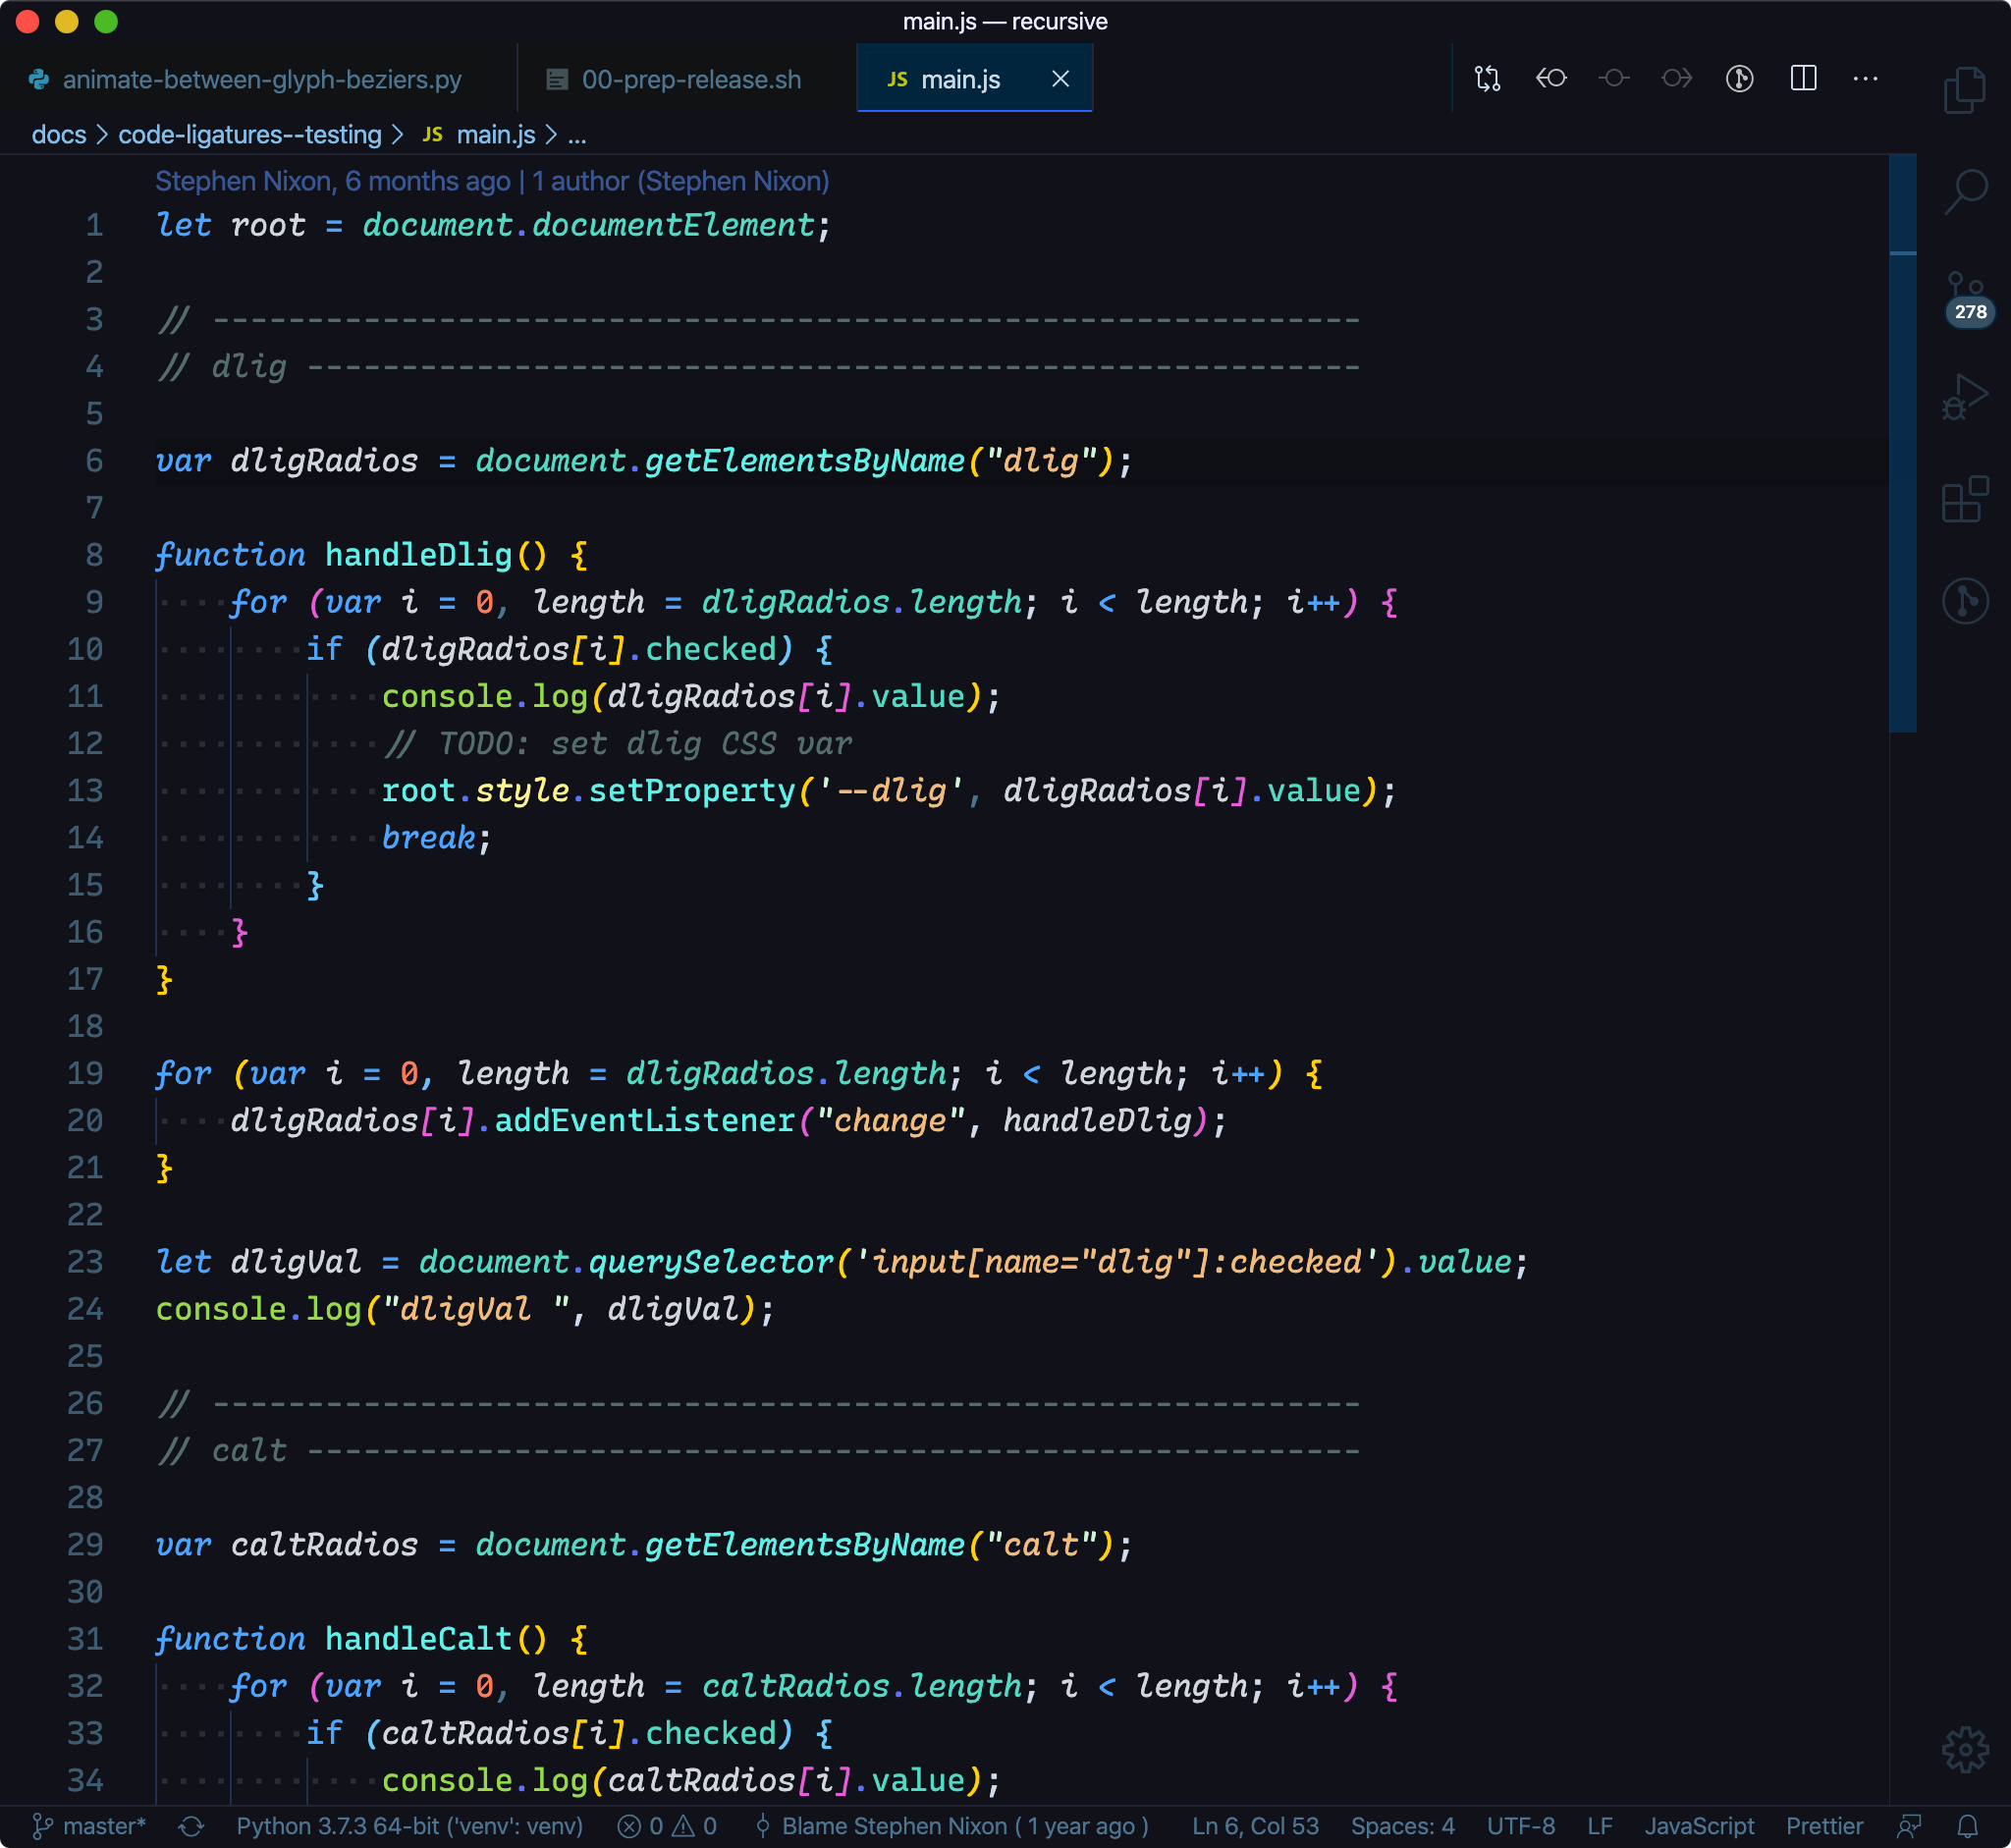 main.js — recursive
animate-between-glyph-beziers.py 00-prep-release.sh JS main.js
docs > code-ligatures--testing > JS main.js > ...
Stephen Nixon, 6 months ago | 1 author (Stephen Nixon)
1 let root = document.documentElement;
2
3 // -------------------------------------------------------------
4 // dlig --------------------------------------------------------
5
6 var dligRadios = document.getElementsByName("dlig");
7
8 function handleDlig() {
9     for (var i = 0, length = dligRadios.length; i < length; i++) {
10         if (dligRadios[i].checked) {
11             console.log(dligRadios[i].value);
12             // TODO: set dlig CSS var
13             root.style.setProperty('--dlig', dligRadios[i].value);
14             break;
15         }
16     }
17 }
18
19 for (var i = 0, length = dligRadios.length; i < length; i++) {
20     dligRadios[i].addEventListener("change", handleDlig);
21 }
22
23 let dligVal = document.querySelector('input[name="dlig"]:checked').value;
24 console.log("dligVal ", dligVal);
25
26 // -------------------------------------------------------------
27 // calt --------------------------------------------------------
28
29 var caltRadios = document.getElementsByName("calt");
30
31 function handleCalt() {
32     for (var i = 0, length = caltRadios.length; i < length; i++) {
33         if (caltRadios[i].checked) {
34             console.log(caltRadios[i].value);
278
master* Python 3.7.3 64-bit ('venv': venv) 0 0 Blame Stephen Nixon ( 1 year ago ) Ln 6, Col 53 Spaces: 4 UTF-8 LF JavaScript Prettier